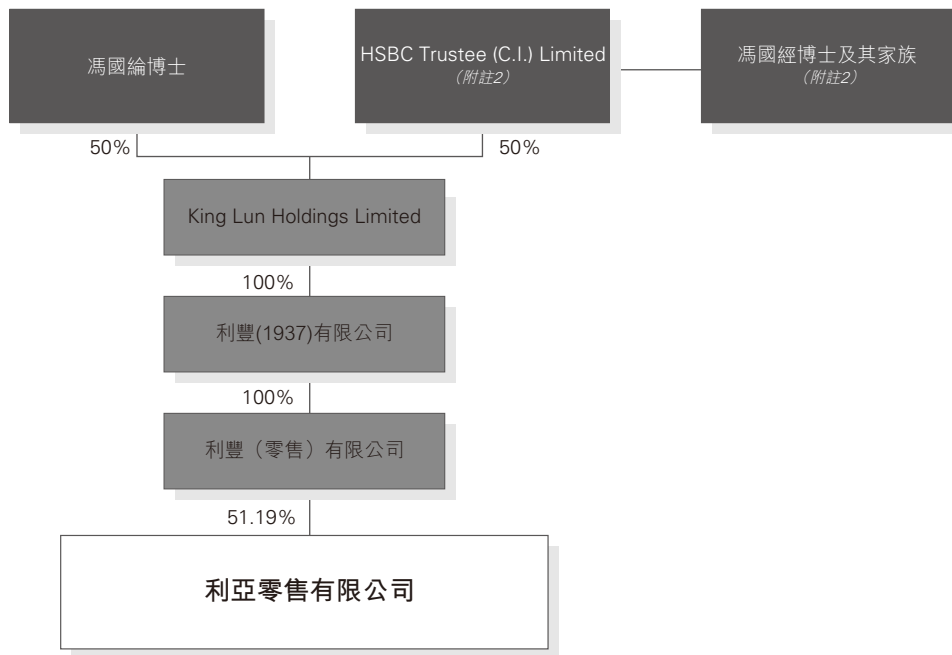 馮國綸博士
HSBC Trustee (C.I.) Limited
（附註2）
馮國經博士及其家族
（附註2）
50%
50%
King Lun Holdings Limited
100%
利豐(1937)有限公司
100%
利豐（零售）有限公司
51.19%
利亞零售有限公司